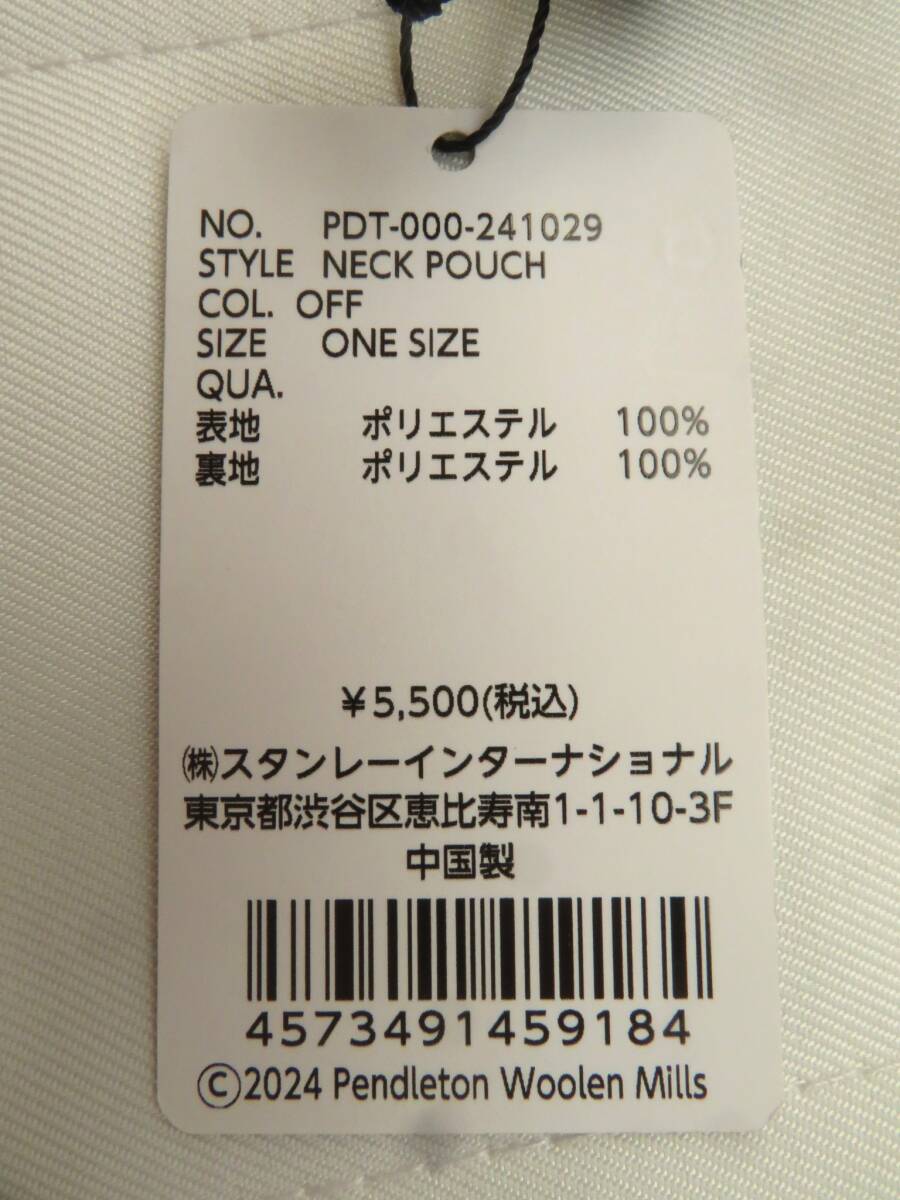 NO. PDT-000-241029
STYLE NECK POUCH
COL. OFF
SIZE ONE SIZE
QUA.
表地 ポリエステル 100%
裏地 ポリエステル 100%
¥5,500(税込)
㈱スタンレーインターナショナル
東京都渋谷区恵比寿南1-1-10-3F
中国製
4573491459184
©2024 Pendleton Woolen Mills